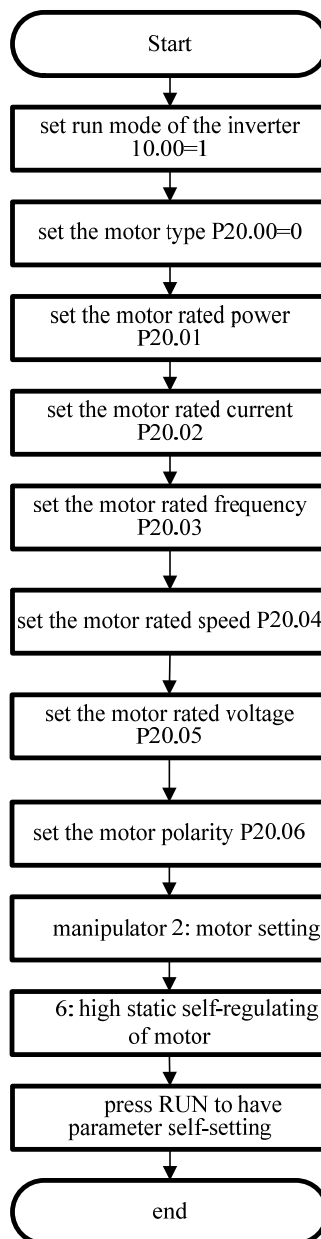 Start
set run mode of the inverter
10.00=1
set the motor type P20.00=0
set the motor rated power
P20.01
set the motor rated current
P20.02
set the motor rated frequency
P20.03
set the motor rated speed P20.04
set the motor rated voltage
P20.05
set the motor polarity P20.06
manipulator 2: motor setting
6: high static self-regulating
of motor
press RUN to have
parameter self-setting
end